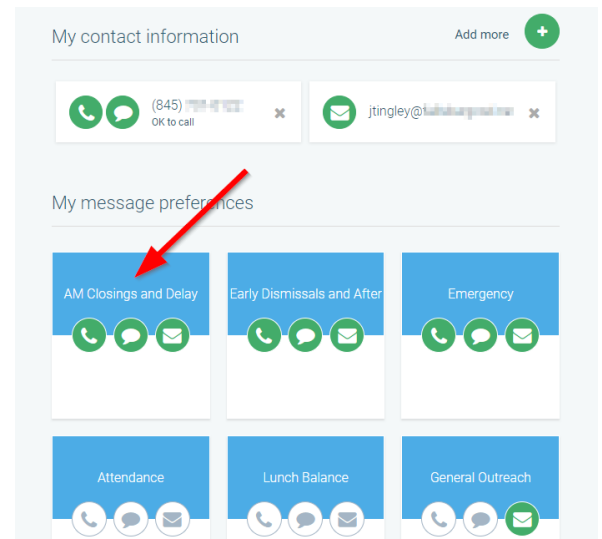 My contact information
Add more
(845)
OK to call
jtingley@
My message preferences
AM Closings and Delay
Early Dismissals and After
Emergency
Attendance
Lunch Balance
General Outreach